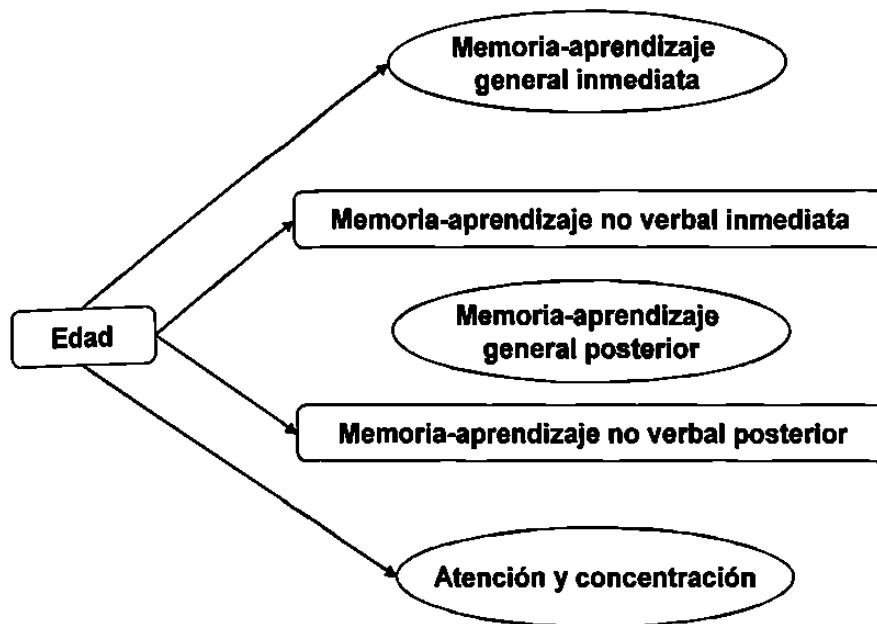 Memoria-aprendizaje
general inmediata
Memoria-aprendizaje no verbal inmediata
Edad
Memoria-aprendizaje
general posterior
Memoria-aprendizaje no verbal posterior
Atención y concentración